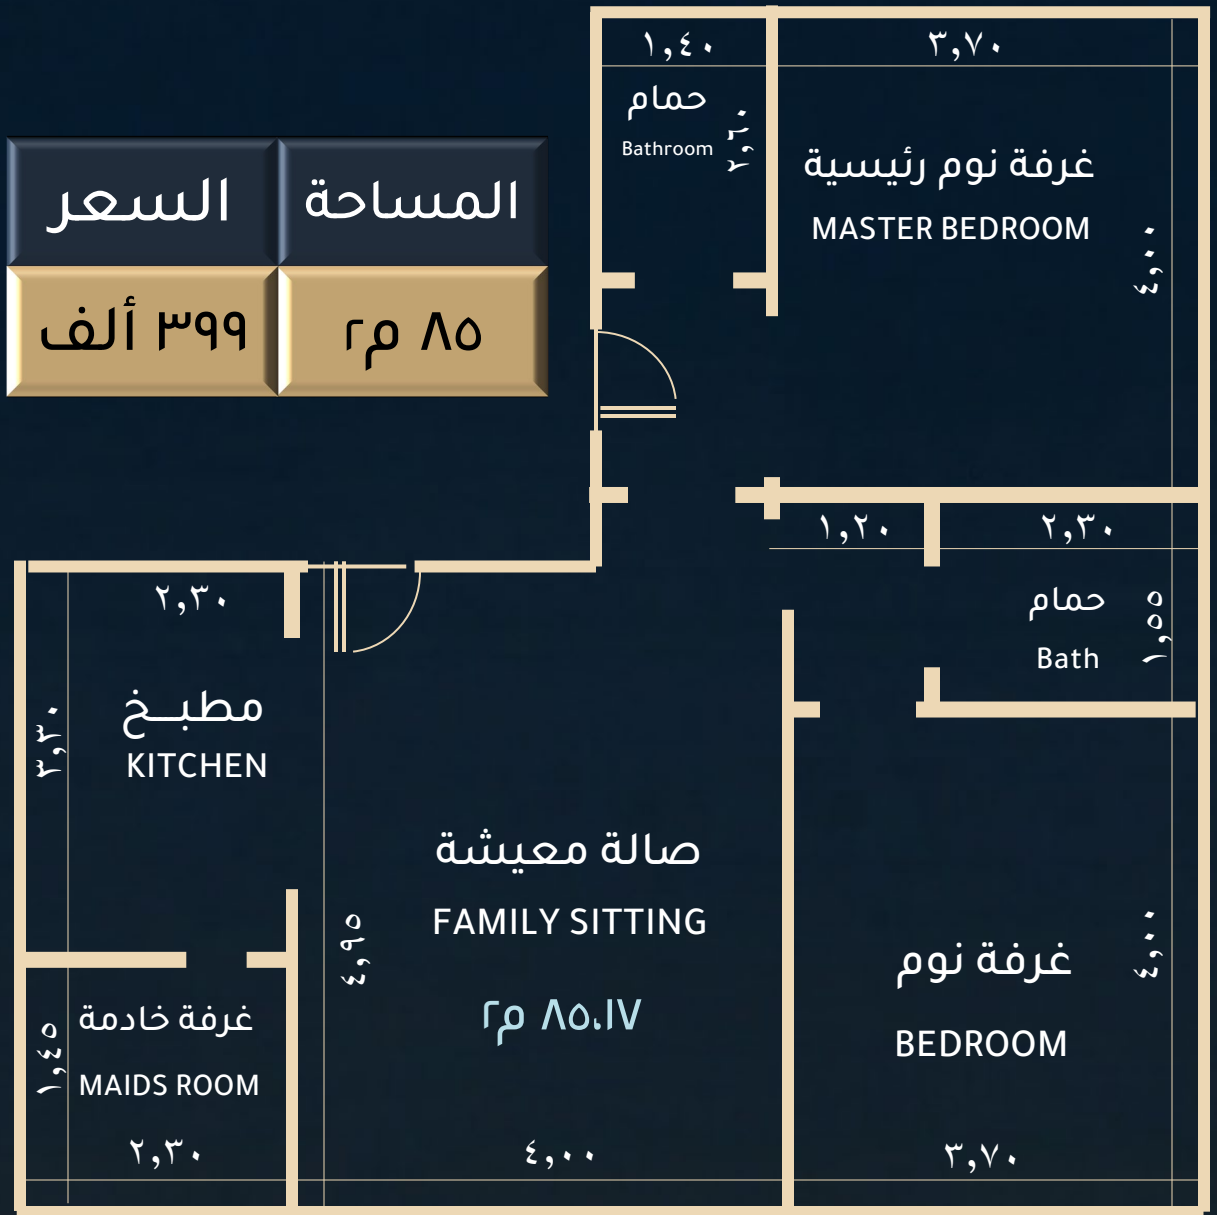 ١,٤٠
٣,٧٠
حمام
Bathroom
٢,٦٠
غرفة نوم رئيسية
MASTER BEDROOM
٤,٠٠
المساحة
السعر
٨٥ م٢
٣٩٩ ألف
١,٢٠
٢,٣٠
حمام
Bath
١,٥٥
٢,٣٠
مطبـخ
KITCHEN
٣,٣٠
صالة معيشة
FAMILY SITTING
٨٥،١٧ م٢
٤,٩٥
غرفة نوم
BEDROOM
٤,٠٠
غرفة خادمة
MAIDS ROOM
١,٤٥
٢,٣٠
٤,٠٠
٣,٧٠